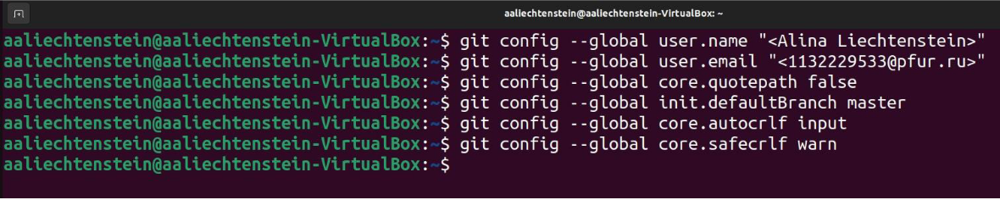 aaliechtenstein@aaliechtenstein-VirtualBox: ~
aaliechtenstein@aaliechtenstein-VirtualBox:~$ git config --global user.name "<Alina Liechtenstein>"
aaliechtenstein@aaliechtenstein-VirtualBox:~$ git config --global user.email "<1132229533@pfur.ru>"
aaliechtenstein@aaliechtenstein-VirtualBox:~$ git config --global core.quotepath false
aaliechtenstein@aaliechtenstein-VirtualBox:~$ git config --global init.defaultBranch master
aaliechtenstein@aaliechtenstein-VirtualBox:~$ git config --global core.autocrlf input
aaliechtenstein@aaliechtenstein-VirtualBox:~$ git config --global core.safecrlf warn
aaliechtenstein@aaliechtenstein-VirtualBox:~$